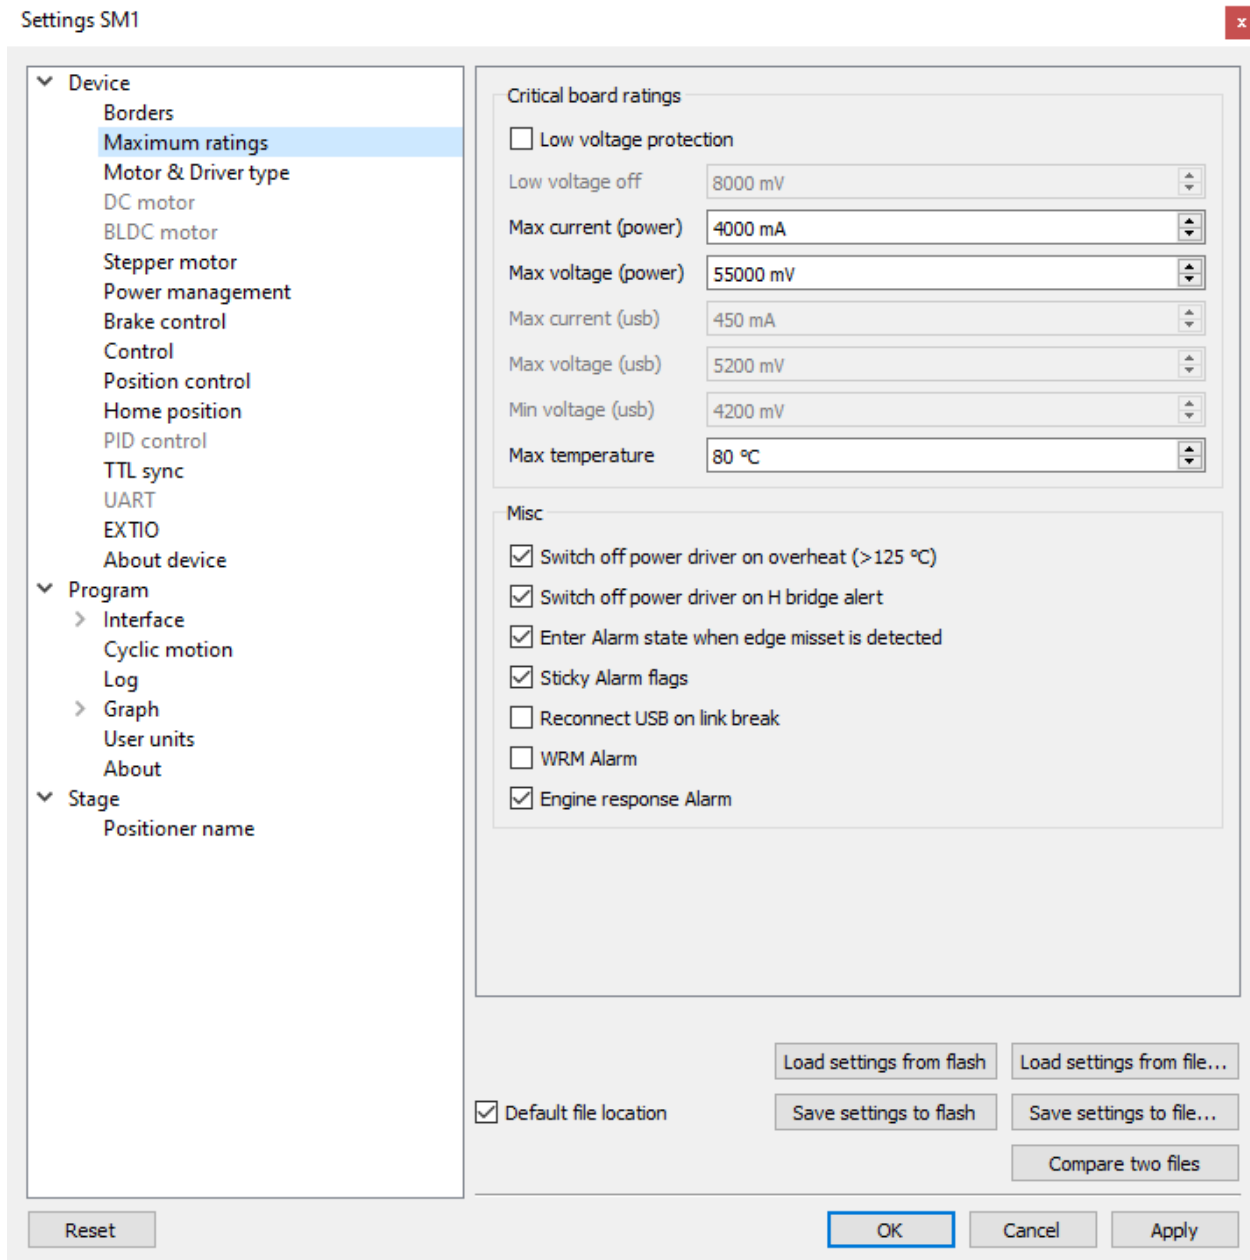 Settings SM1
x
Device
Borders
Maximum ratings
Motor & Driver type
DC motor
BLDC motor
Stepper motor
Power management
Brake control
Control
Position control
Home position
PID control
TTL sync
UART
EXTIO
About device
Program
Interface
Cyclic motion
Log
Graph
User units
About
Stage
Positioner name
Critical board ratings
Low voltage protection
Low voltage off 8000 mV
Max current (power) 4000 mA
Max voltage (power) 55000 mV
Max current (usb) 450 mA
Max voltage (usb) 5200 mV
Min voltage (usb) 4200 mV
Max temperature 80 °C
Misc
Switch off power driver on overheat (>125 °C)
Switch off power driver on H bridge alert
Enter Alarm state when edge misset is detected
Sticky Alarm flags
Reconnect USB on link break
WRM Alarm
Engine response Alarm
Load settings from flash Load settings from file...
Default file location Save settings to flash Save settings to file...
Compare two files
Reset OK Cancel Apply